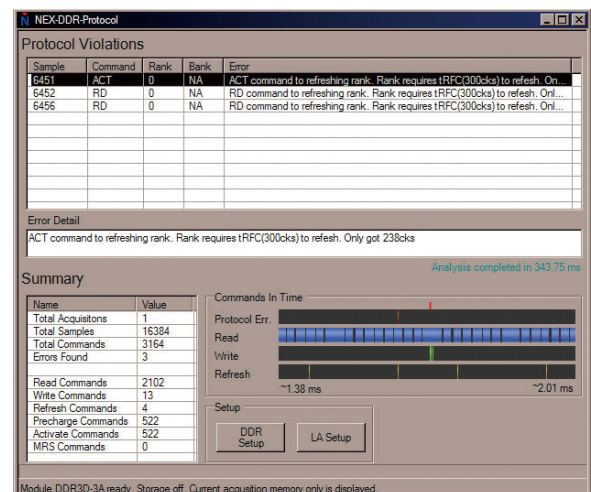 NEX-DDR-Protocol
Protocol Violations
Sample Command Rank Bank Error
6451 ACT 0 NA ACT command to refreshing rank. Rank requires tRFC(300cks) to refesh. On...
6452 RD 0 NA RD command to refreshing rank. Rank requires tRFC(300cks) to refesh. Onl...
6456 RD 0 NA RD command to refreshing rank. Rank requires tRFC(300cks) to refesh. Onl...
Error Detail
ACT command to refreshing rank. Rank requires tRFC(300cks) to refesh. Only got 238cks
Analysis completed in 343.75 ms
Summary
Name Value
Total Acquisitons 1
Total Samples 16384
Total Commands 3164
Errors Found 3
Read Commands 2102
Write Commands 13
Refresh Commands 4
Precharge Commands 522
Activate Commands 522
MRS Commands 0
Commands In Time
Protocol Err.
Read
Write
Refresh
~1.38 ms ~2.01 ms
Setup
DDR
Setup
LA Setup
Module DDR3D-3A ready. Storage off. Current acqusition memory only is displayed.